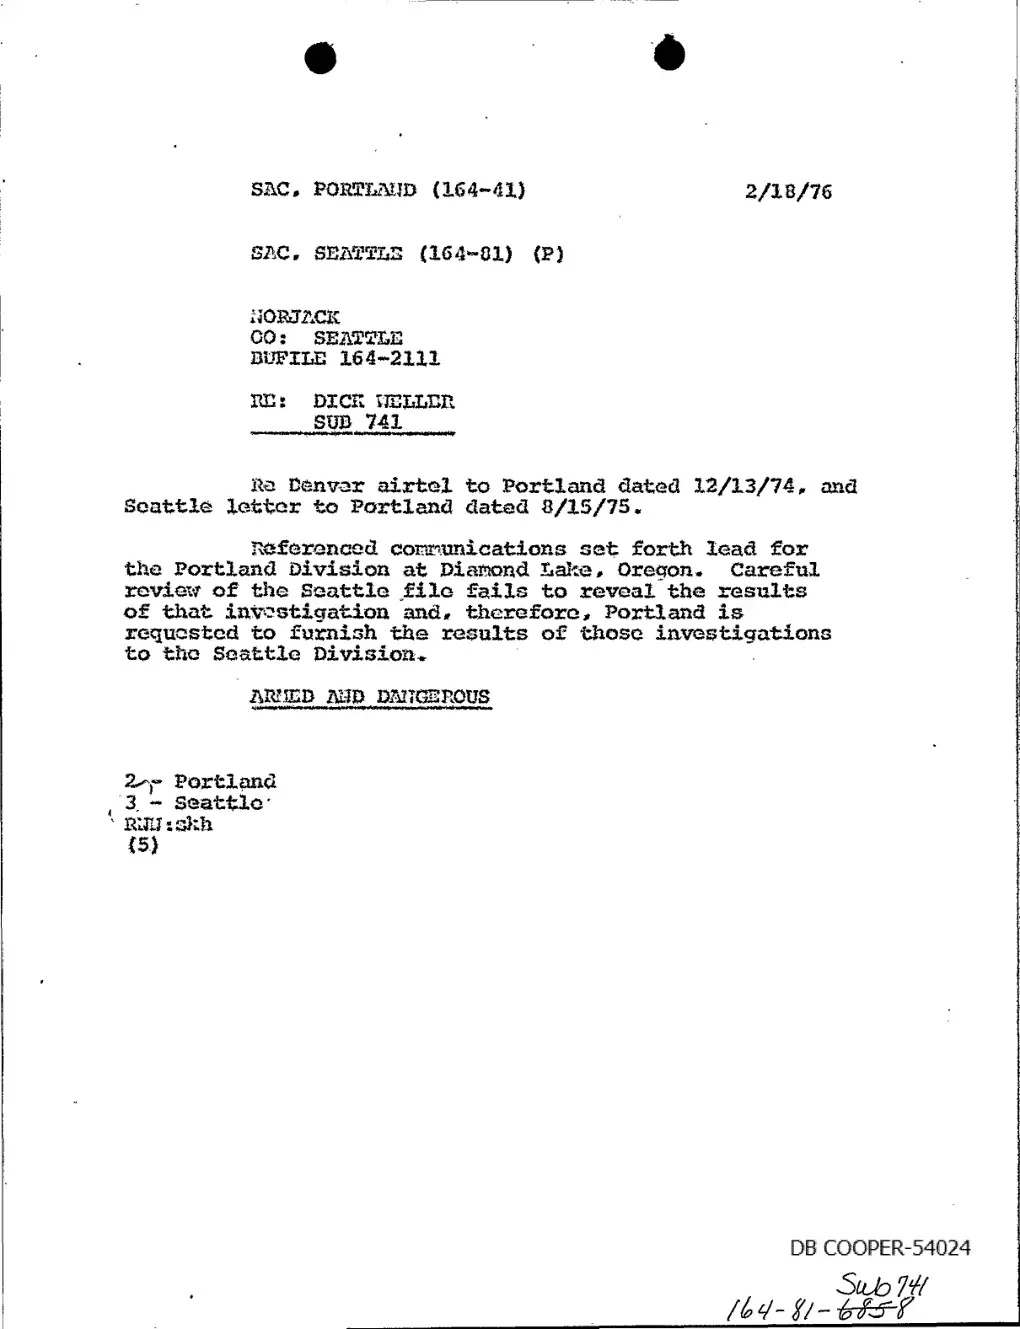 SAC, PORTLAND (164-41) 2/18/76
SAC, SEATTLE (164-81) (P)
NORJACK
OO: SEATTLE
BUFILE 164-2111
RE: DICK WELLER
SUB 741
Re Denver airtel to Portland dated 12/13/74, and
Seattle letter to Portland dated 8/15/75.
Referenced communications set forth lead for
the Portland Division at Diamond Lake, Oregon. Careful
review of the Seattle file fails to reveal the results
of that investigation and, therefore, Portland is
requested to furnish the results of those investigations
to the Seattle Division.
ARMED AND DANGEROUS
2 - Portland
3 - Seattle
:skh
(5)
DB COOPER-54024
Sub 741
164-81-6858